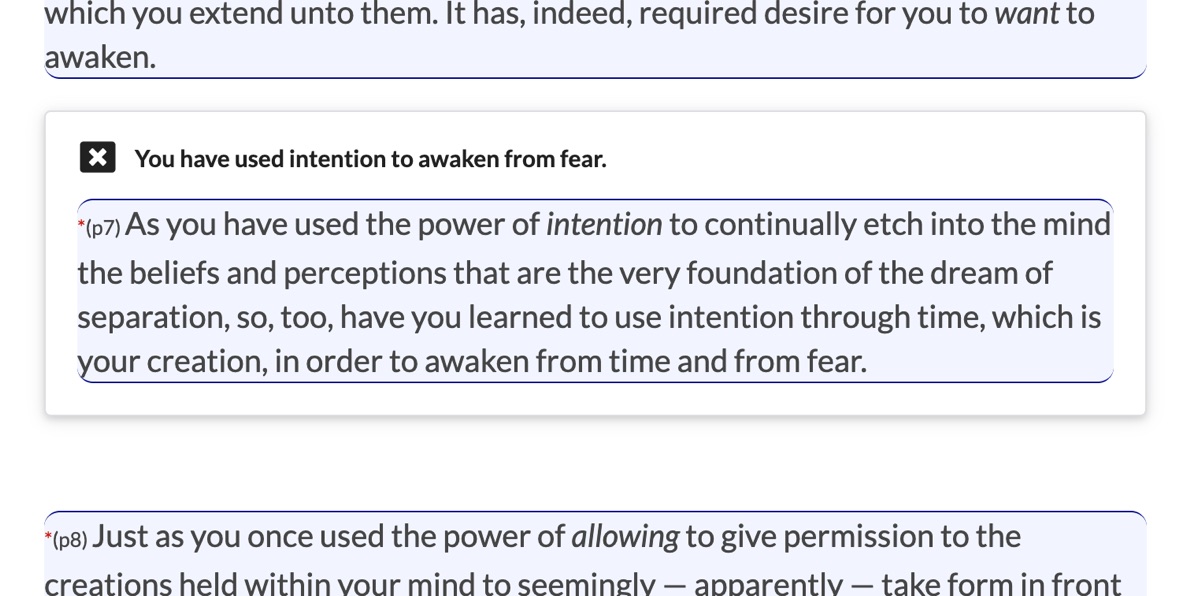 which you extend unto them. It has, indeed, required desire for you to want to
awaken.
You have used intention to awaken from fear.
*(p7) As you have used the power of intention to continually etch into the mind
the beliefs and perceptions that are the very foundation of the dream of
separation, so, too, have you learned to use intention through time, which is
your creation, in order to awaken from time and from fear.
*(p8) Just as you once used the power of allowing to give permission to the
creations held within your mind to seemingly — apparently — take form in front